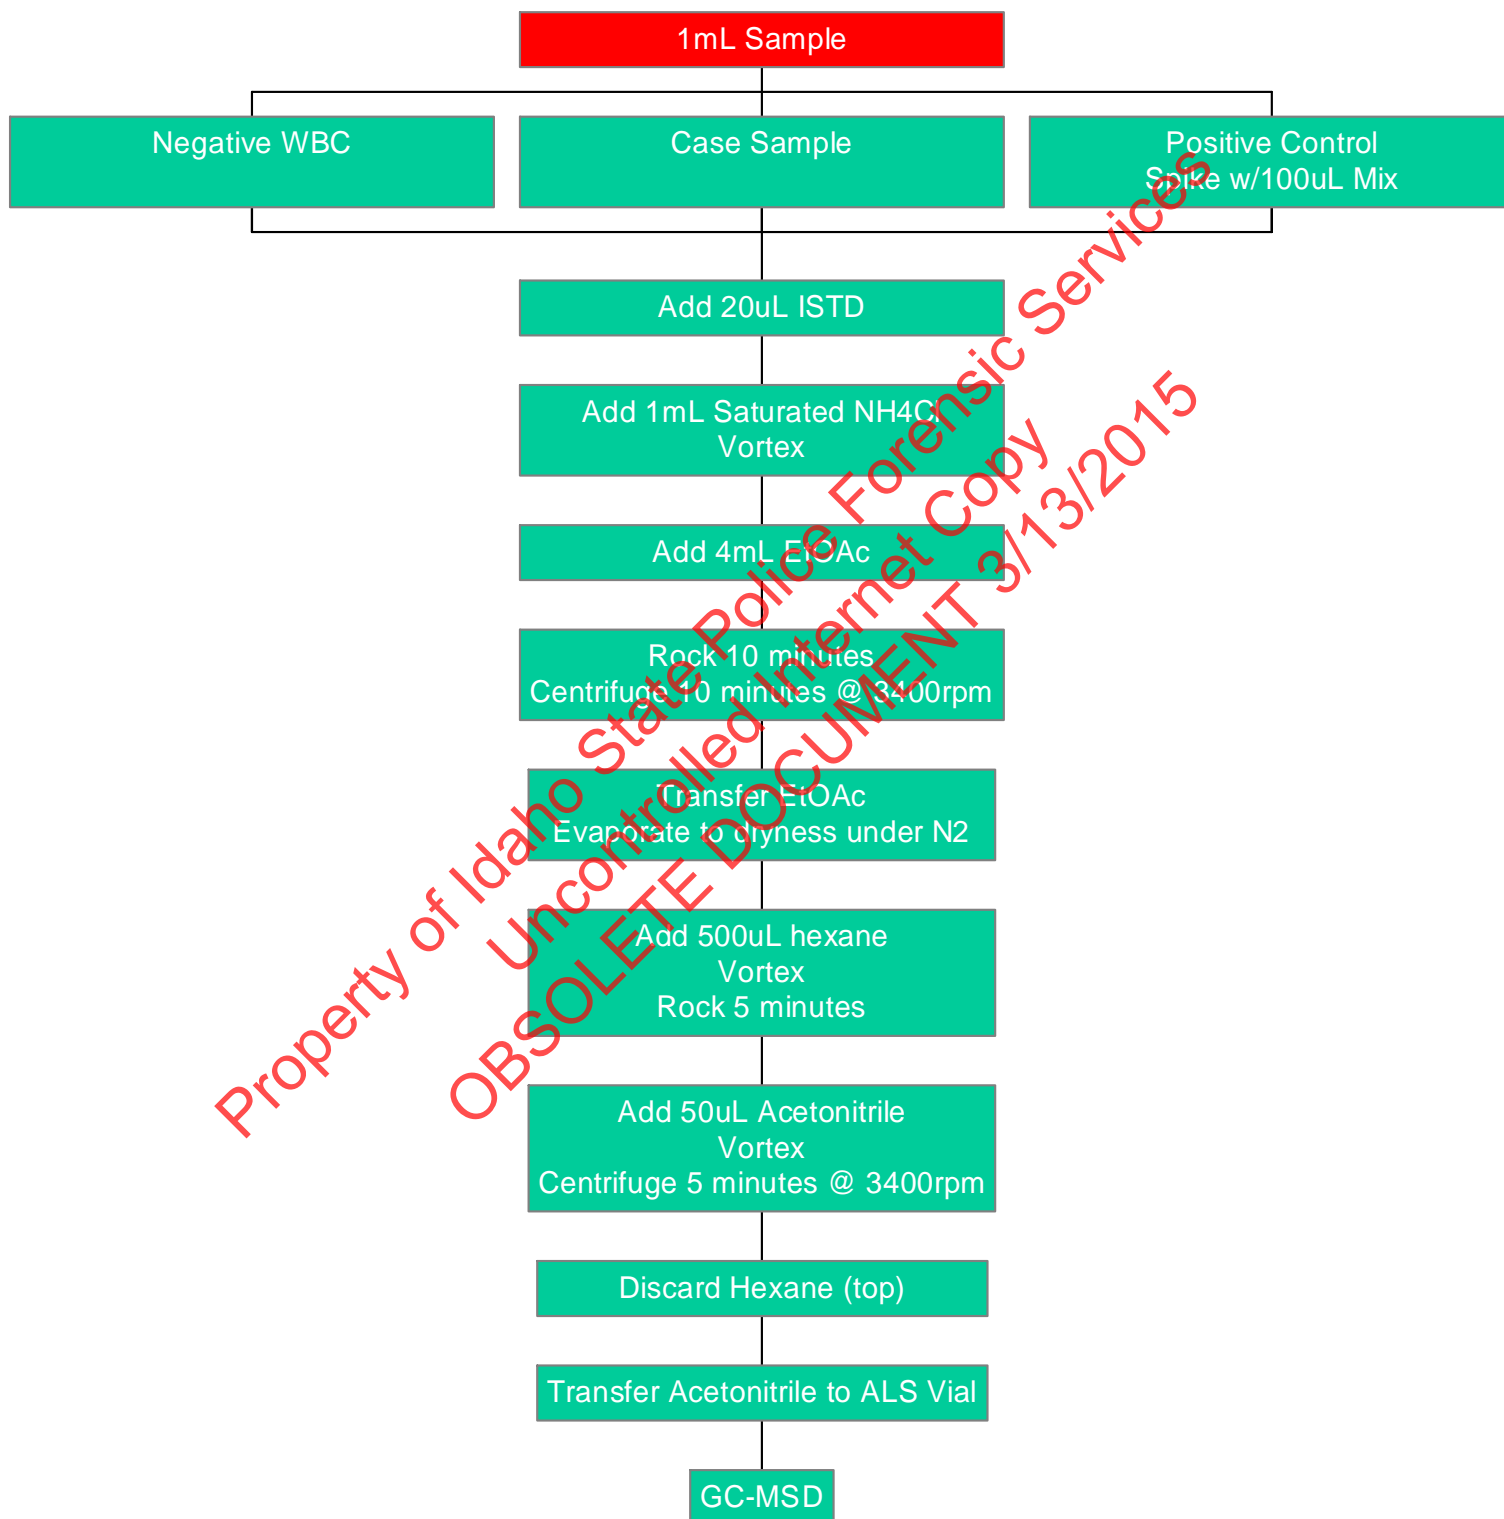 1mL Sample
Negative WBC
Case Sample
Positive Control
Spike w/100uL Mix
Add 20uL ISTD
Add 1mL Saturated NH4Cl
Vortex
Add 4mL EtOAc
Rock 10 minutes
Centrifuge 10 minutes @ 3400rpm
Transfer EtOAc
Evaporate to dryness under N2
Add 500uL hexane
Vortex
Rock 5 minutes
Add 50uL Acetonitrile
Vortex
Centrifuge 5 minutes @ 3400rpm
Discard Hexane (top)
Transfer Acetonitrile to ALS Vial
GC-MSD
Property of Idaho State Police Forensic Services
Uncontrolled Internet Copy
OBSOLETE DOCUMENT 3/13/2015